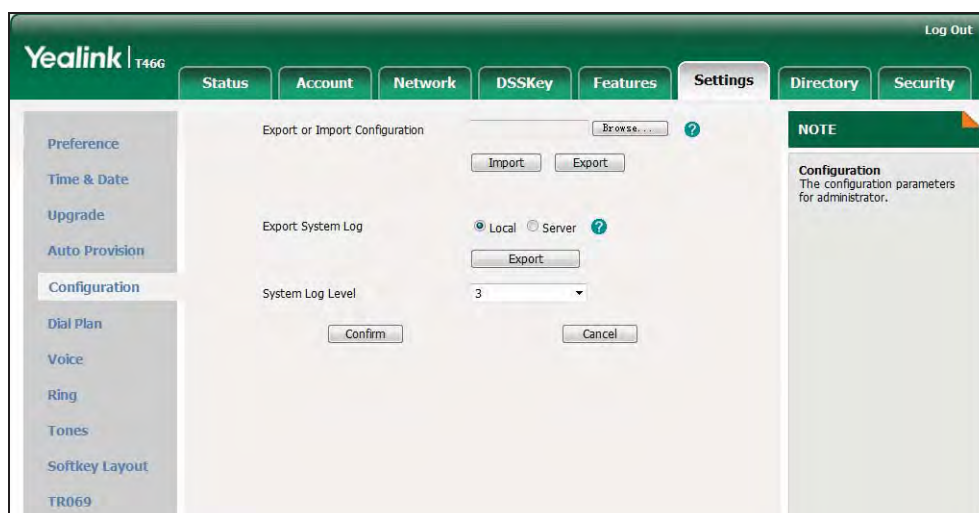 Log Out
Yealink T46G
Status Account Network DSSKey Features Settings Directory Security
Preference
Time & Date
Upgrade
Auto Provision
Configuration
Dial Plan
Voice
Ring
Tones
Softkey Layout
TR069
Export or Import Configuration Browse... ?
Import Export
Export System Log Local Server ?
Export
System Log Level 3
Confirm Cancel
NOTE
Configuration
The configuration parameters
for administrator.